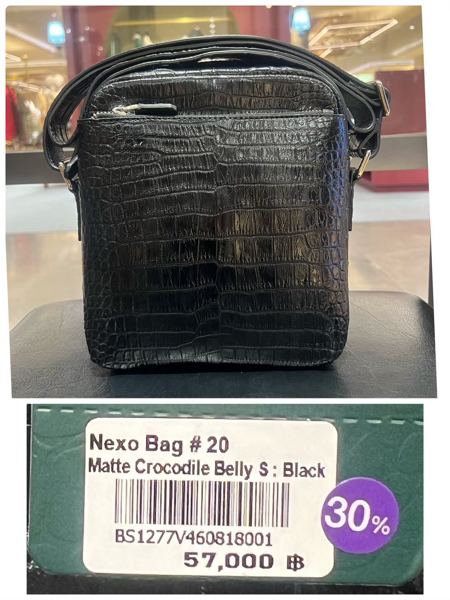 Nexo Bag # 20
Matte Crocodile Belly S : Black
BS1277V460818001
57,000 ฿
30%